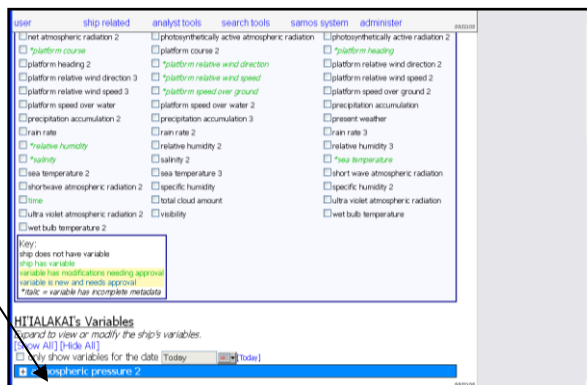 user ship related analyst tools search tools samos system administer
net atmospheric radiation 2 photosynthetically active atmospheric radiation photosynthetically active radiation 2
*platform course platform course 2 *platform heading
platform heading 2 *platform relative wind direction platform relative wind direction 2
platform relative wind direction 3 *platform relative wind speed platform relative wind speed 2
platform relative wind speed 3 *platform speed over ground platform speed over ground 2
platform speed over water platform speed over water 2 precipitation accumulation
precipitation accumulation 2 precipitation accumulation 3 present weather
rain rate rain rate 2 rain rate 3
*relative humidity relative humidity 2 relative humidity 3
*salinity salinity 2 *sea temperature
sea temperature 2 sea temperature 3 short wave atmospheric radiation
shortwave atmospheric radiation 2 specific humidity specific humidity 2
time total cloud amount ultra violet atmospheric radiation
ultra violet atmospheric radiation 2 visibility wet bulb temperature
wet bulb temperature 2
Key:
ship does not have variable
ship has variable
variable has modifications needing approval
variable is new and needs approval
*italic = variable has incomplete metadata
HI'IALAKAI's Variables
Expand to view or modify the ship's variables.
[Show All] [Hide All]
only show variables for the date Today [Today]
atmospheric pressure 2